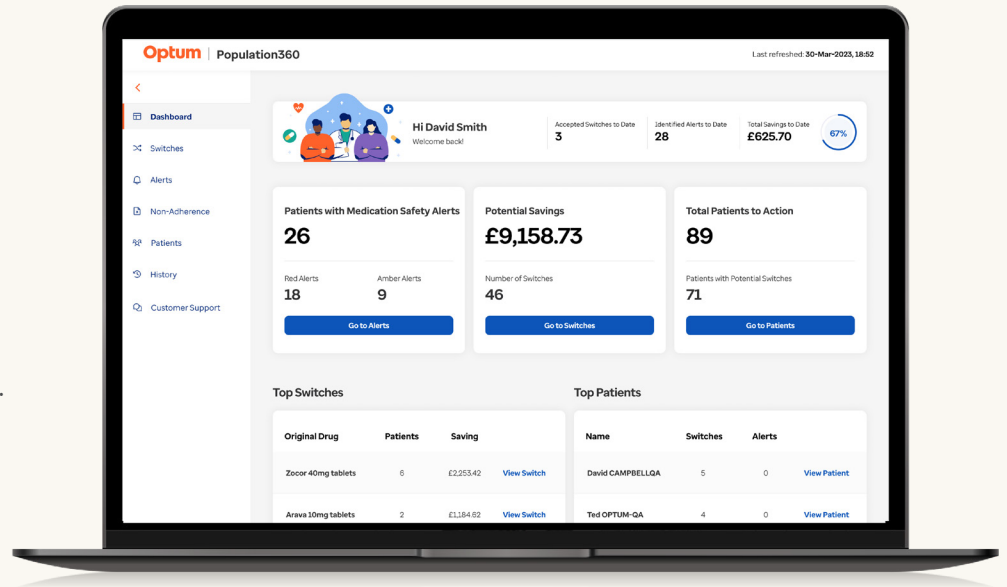 Optum | Population360
Last refreshed: 30-Mar-2023, 18:52
Dashboard
Switches
Alerts
Non-Adherence
Patients
History
Customer Support
Hi David Smith
Welcome back!
Accepted Switches to Date
3
Identified Alerts to Date
28
Total Savings to Date
£625.70
67%
Patients with Medication Safety Alerts
26
Red Alerts
18
Amber Alerts
9
Go to Alerts
Potential Savings
£9,158.73
Number of Switches
46
Go to Switches
Total Patients to Action
89
Patients with Potential Switches
71
Go to Patients
Top Switches
Original Drug Patients Saving
Zocor 40mg tablets 6 £2,253.42 View Switch
Arava 10mg tablets 2 £1,184.62 View Switch
Top Patients
Name Switches Alerts
David CAMPBELLQA 5 0 View Patient
Ted OPTUM-QA 4 0 View Patient